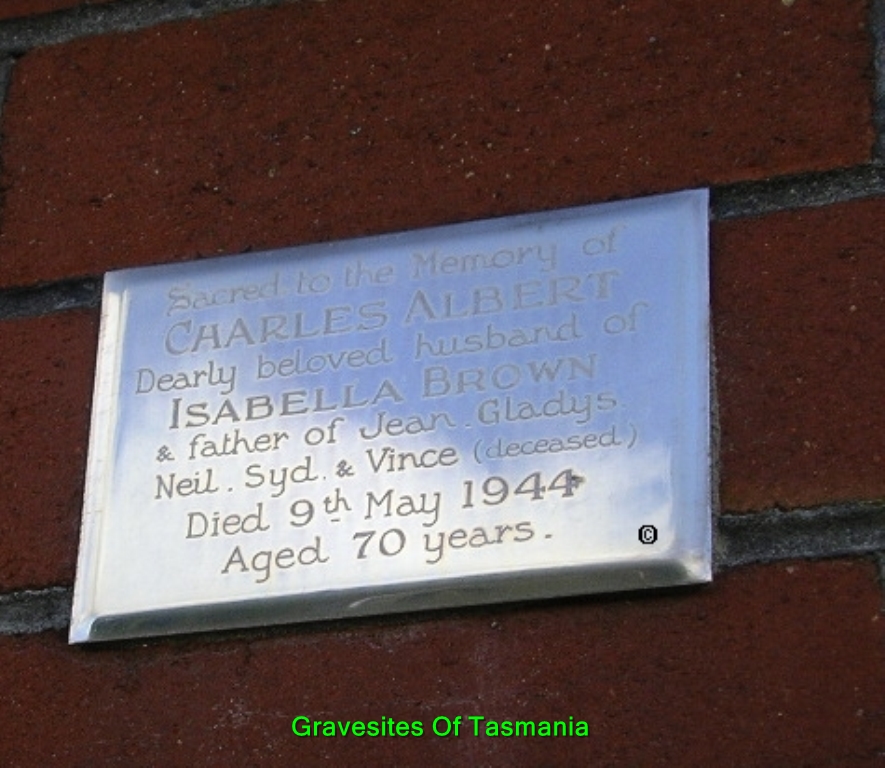 Sacred to the Memory of
CHARLES ALBERT
Dearly beloved husband of
ISABELLA BROWN
& father of Jean. Gladys.
Neil. Syd. & Vince (deceased)
Died 9th May 1944
Aged 70 years.
©
Gravesites Of Tasmania